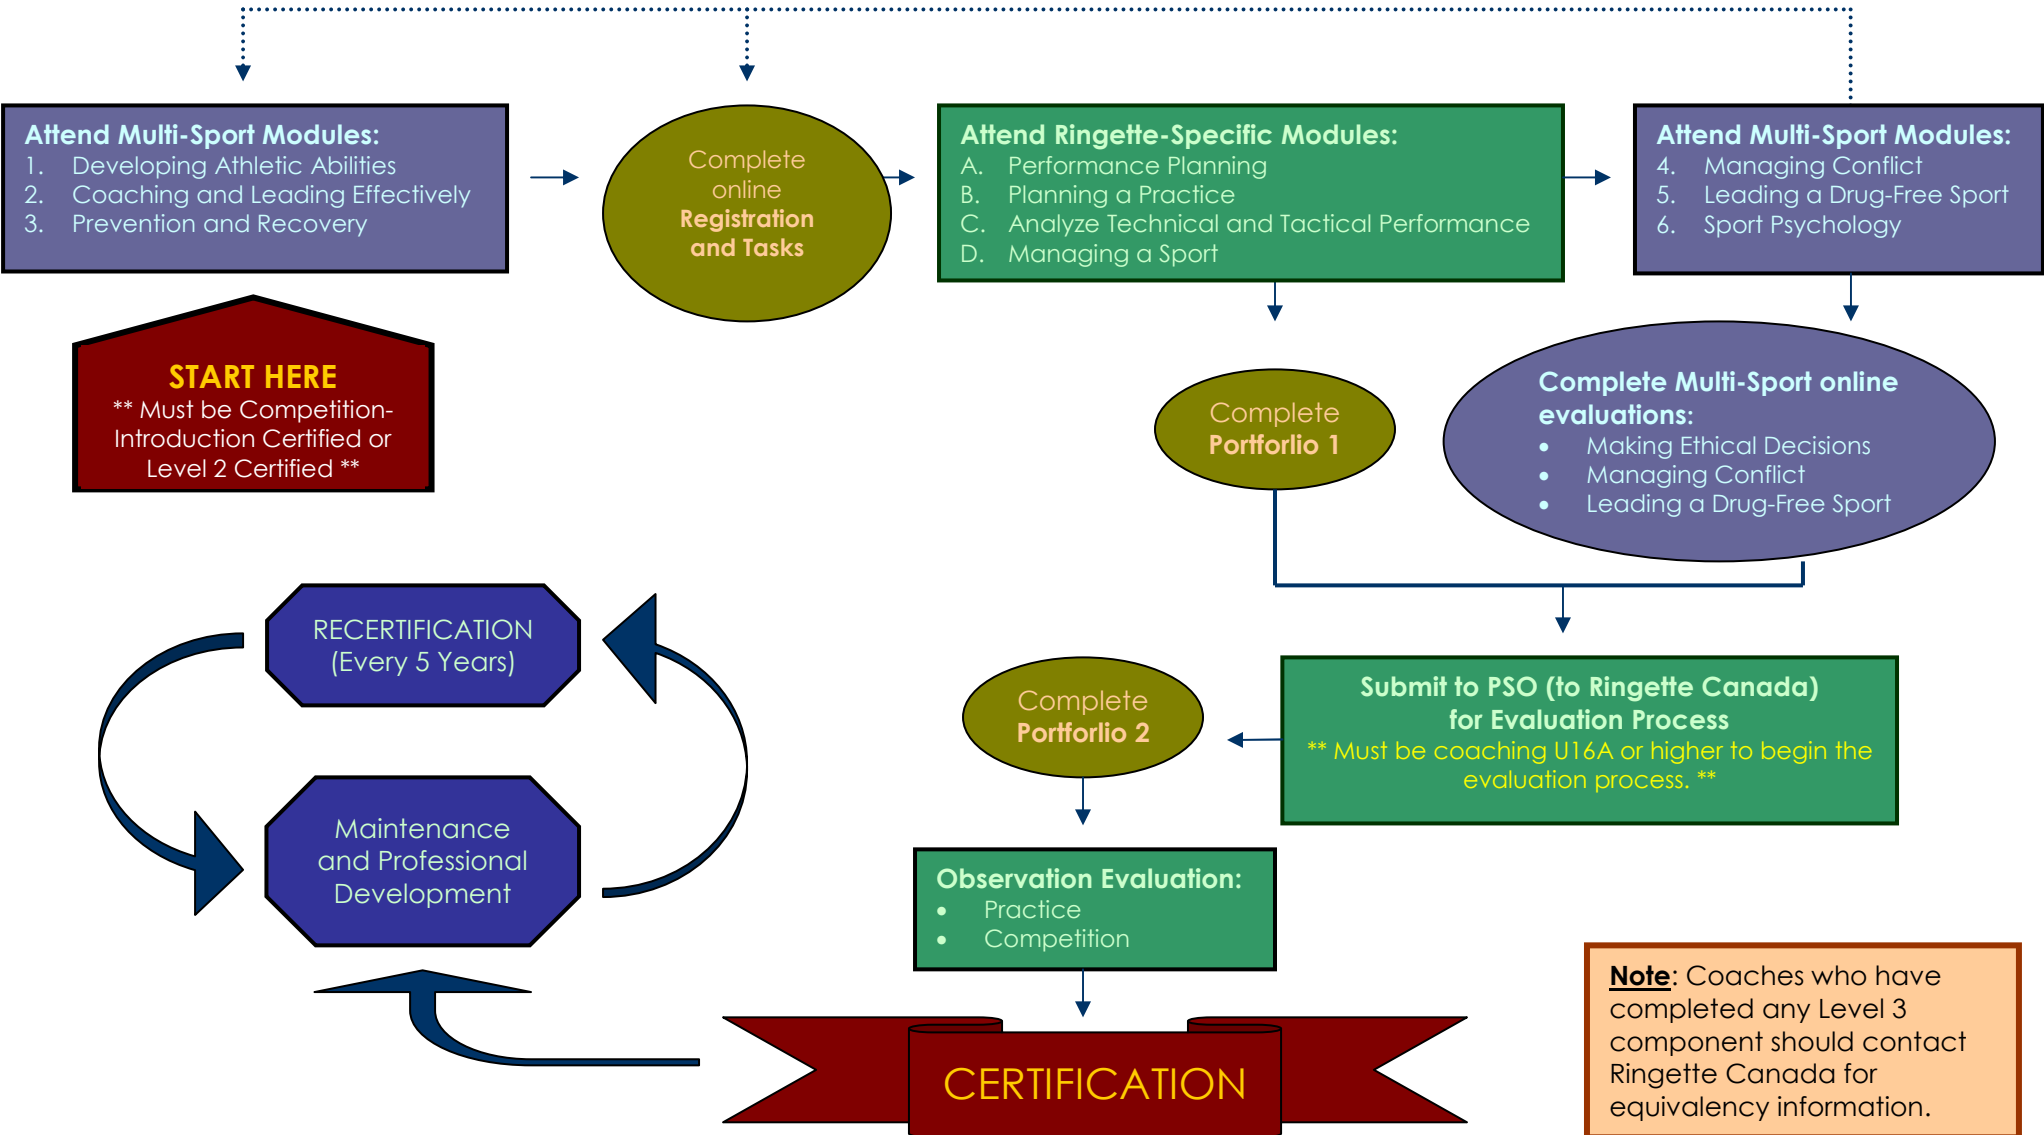 Attend Multi-Sport Modules:
1. Developing Athletic Abilities
2. Coaching and Leading Effectively
3. Prevention and Recovery
Complete
online
Registration
and Tasks
Attend Ringette-Specific Modules:
A. Performance Planning
B. Planning a Practice
C. Analyze Technical and Tactical Performance
D. Managing a Sport
Attend Multi-Sport Modules:
4. Managing Conflict
5. Leading a Drug-Free Sport
6. Sport Psychology
START HERE
** Must be Competition-
Introduction Certified or
Level 2 Certified **
Complete
Portforlio 1
Complete Multi-Sport online
evaluations:
• Making Ethical Decisions
• Managing Conflict
• Leading a Drug-Free Sport
RECERTIFICATION
(Every 5 Years)
Maintenance
and Professional
Development
Complete
Portforlio 2
Submit to PSO (to Ringette Canada)
for Evaluation Process
** Must be coaching U16A or higher to begin the
evaluation process. **
Observation Evaluation:
• Practice
• Competition
CERTIFICATION
Note: Coaches who have
completed any Level 3
component should contact
Ringette Canada for
equivalency information.